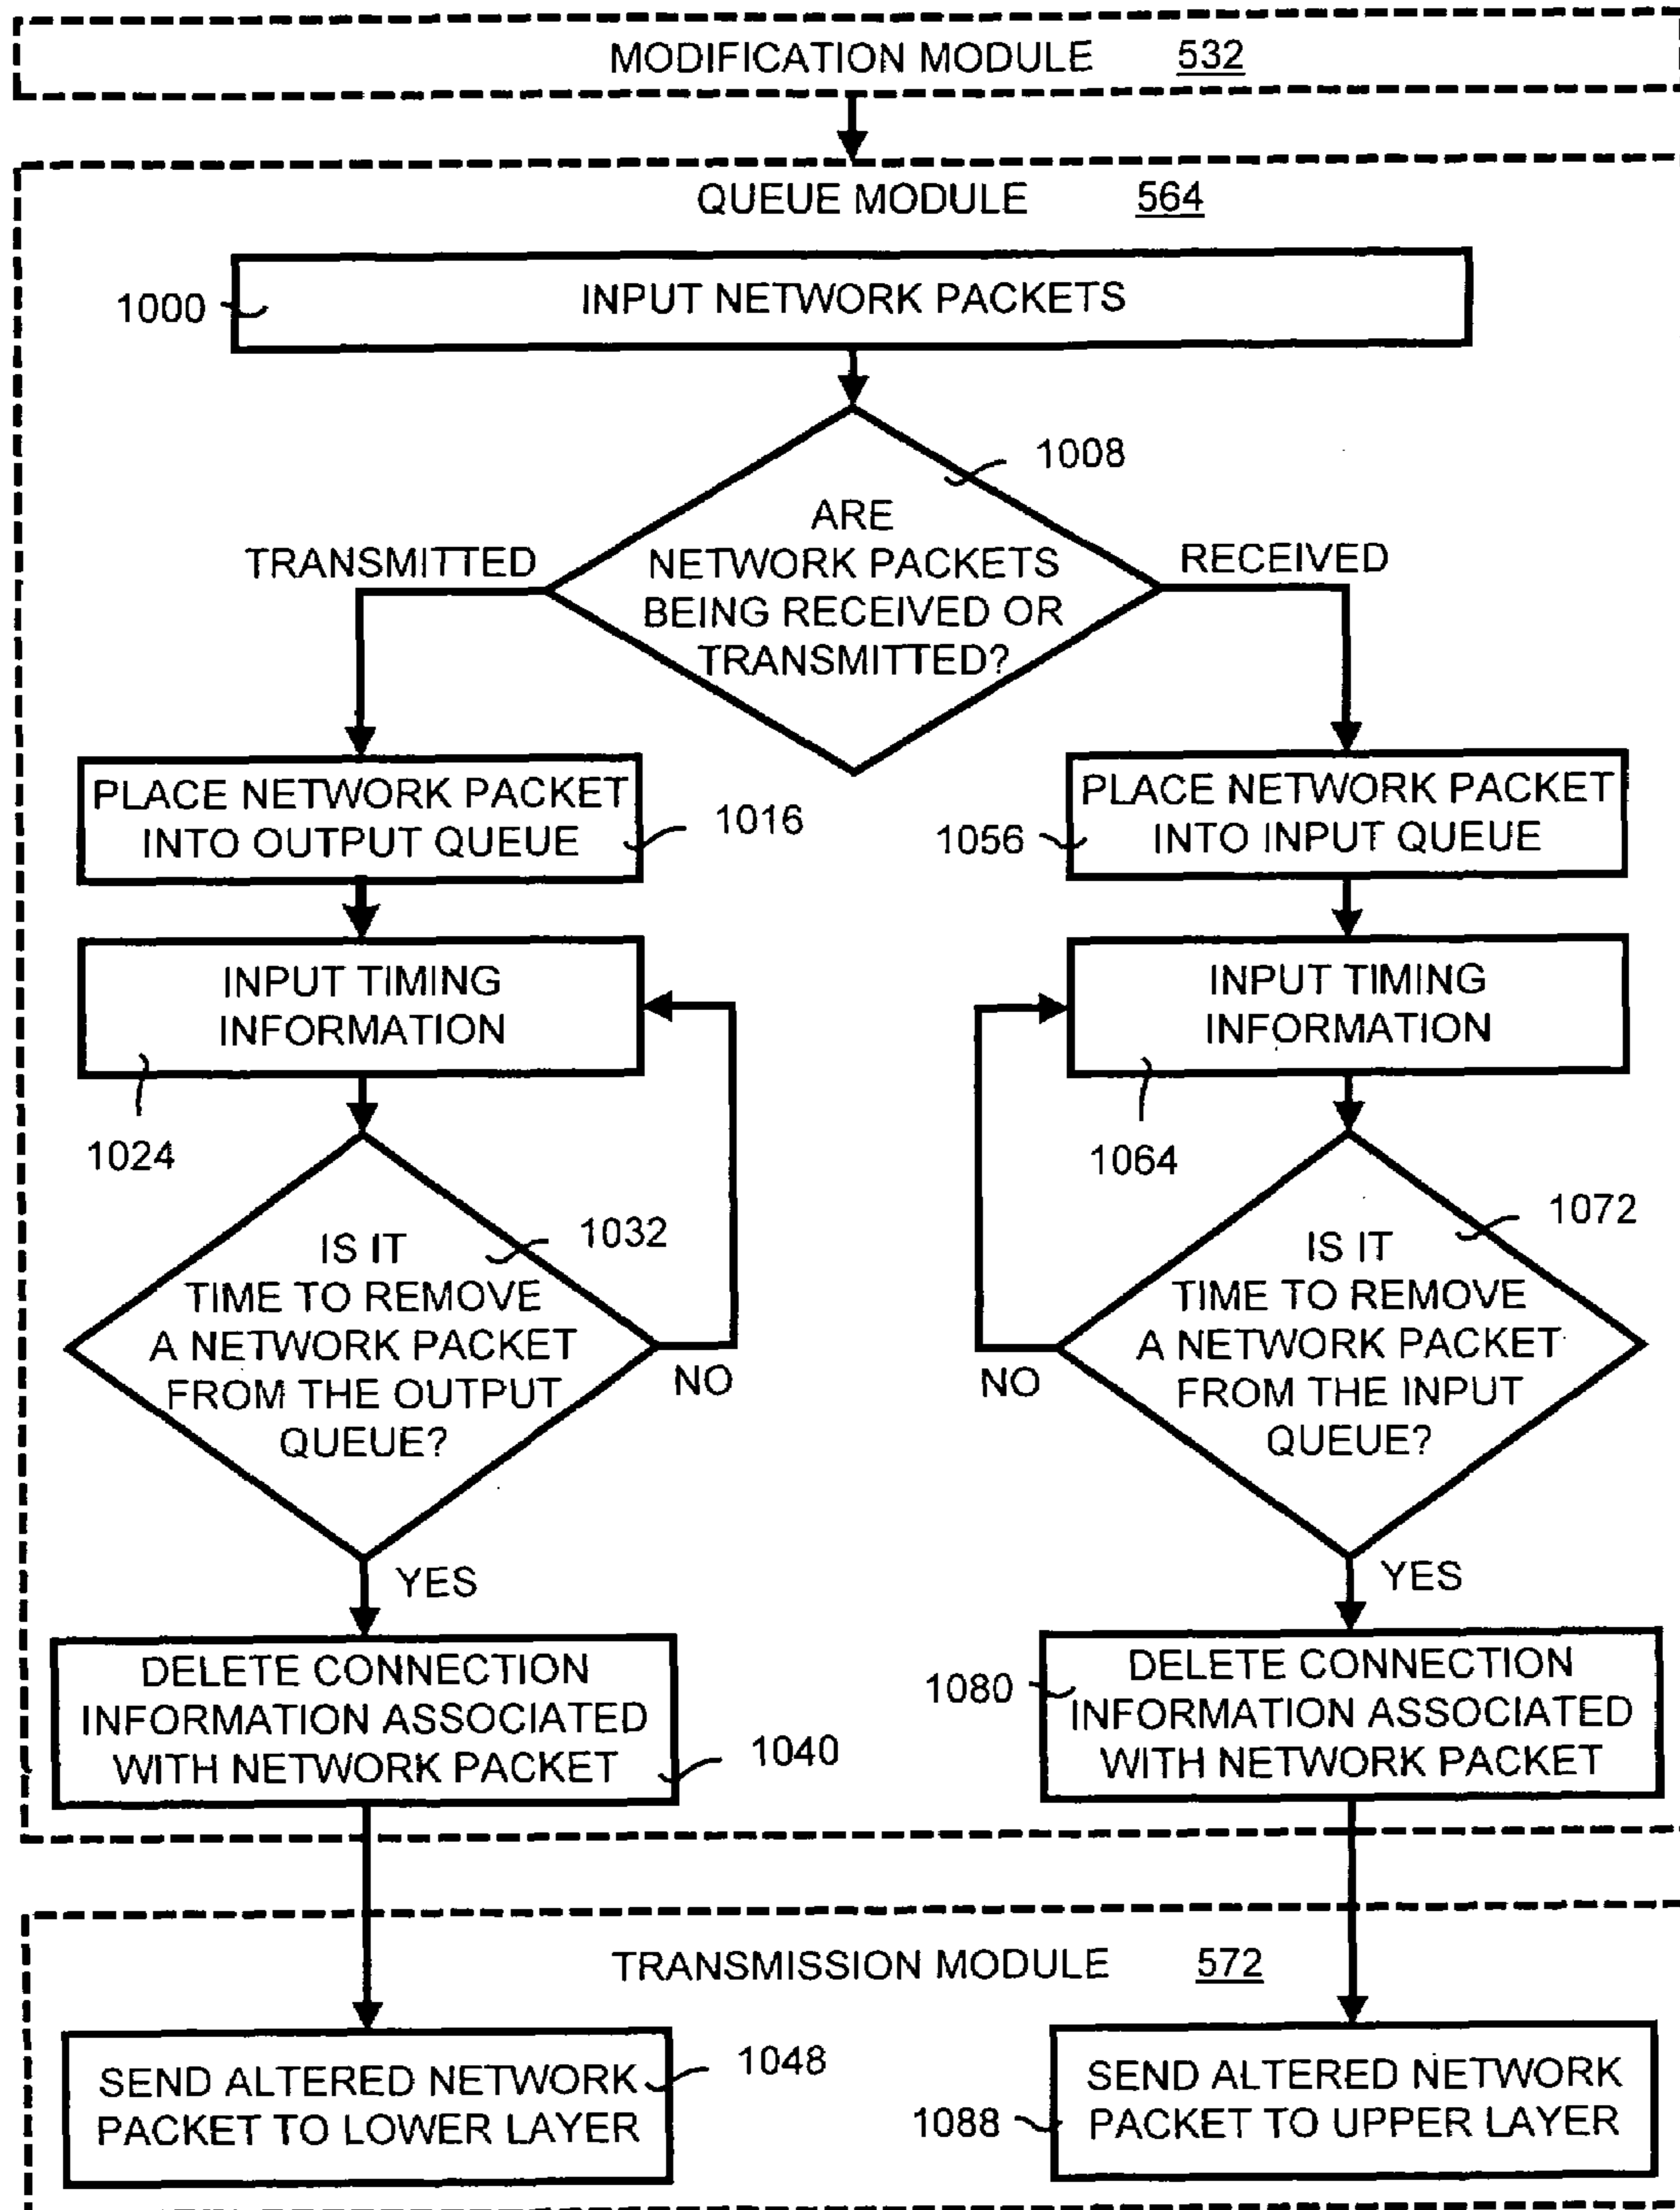 MODIFICATION MODULE 532
QUEUE MODULE 564
1000
INPUT NETWORK PACKETS
1008
ARE
NETWORK PACKETS
BEING RECEIVED OR
TRANSMITTED?
TRANSMITTED
RECEIVED
PLACE NETWORK PACKET
INTO OUTPUT QUEUE
1016
1056
PLACE NETWORK PACKET
INTO INPUT QUEUE
INPUT TIMING
INFORMATION
1024
INPUT TIMING
INFORMATION
1064
IS IT
TIME TO REMOVE
A NETWORK PACKET
FROM THE OUTPUT
QUEUE?
1032
NO
YES
IS IT
TIME TO REMOVE
A NETWORK PACKET
FROM THE INPUT
QUEUE?
1072
NO
YES
DELETE CONNECTION
INFORMATION ASSOCIATED
WITH NETWORK PACKET
1040
1080
DELETE CONNECTION
INFORMATION ASSOCIATED
WITH NETWORK PACKET
TRANSMISSION MODULE 572
SEND ALTERED NETWORK
PACKET TO LOWER LAYER
1048
1088
SEND ALTERED NETWORK
PACKET TO UPPER LAYER